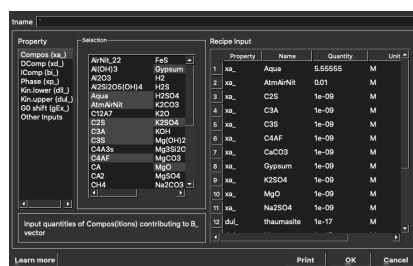 tname
Property
Compos (xa_)
DComp (xd_)
IComp (bi_)
Phase (xp_)
Kin.lower (dll_)
Kin.upper (dul_)
G0 shift (gEx_)
Other Inputs
Selection
AirNit_22 FeS
Al(OH)3 Gypsum
Al2O3 H2
Al2Si2O5(OH)4 H2S
Aqua H2SO4
AtmAirNit K2CO3
C12A7 K2O
C2S K2SO4
C3A KOH
C3S Mg(OH)2
C4A3s Mg3Si2O
C4AF MgCO3
CA MgO
CA2 MgSO4
CH4 Na2CO3
Input quantities of Compos(itions) contributing to B_ vector
Recipe Input
Property Name Quantity Unit
1 xa_ Aqua 5.55555 M
2 xa_ AtmAirNit 0.01 M
3 xa_ C2S 1e-09 M
4 xa_ C3A 1e-09 M
5 xa_ C3S 1e-09 M
6 xa_ C4AF 1e-09 M
7 xa_ CaCO3 1e-09 M
8 xa_ Gypsum 1e-09 M
9 xa_ K2SO4 1e-09 M
10 xa_ MgO 1e-09 M
11 xa_ Na2SO4 1e-09 M
12 dul_ thaumasite 1e-17 M
Learn more
Print
OK
Cancel